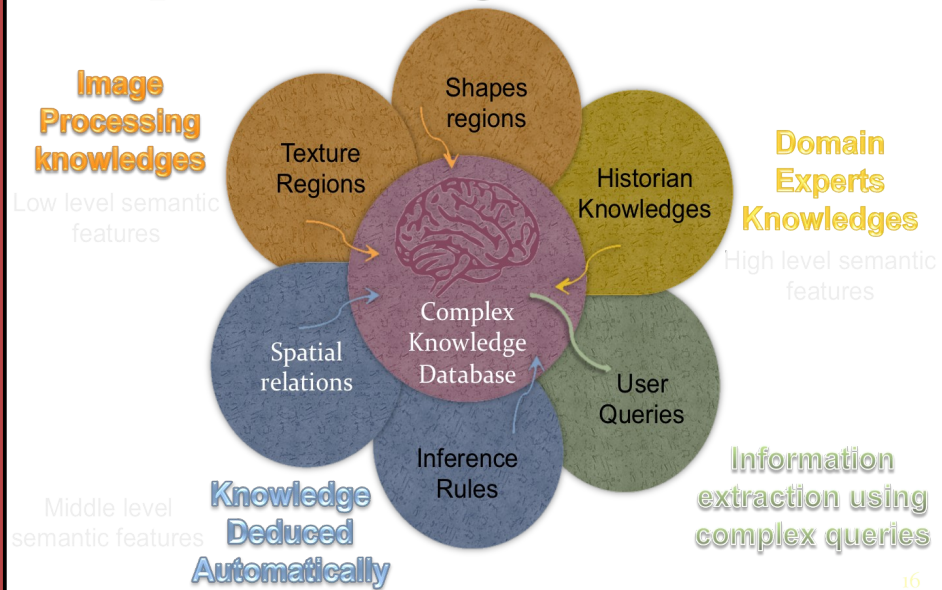 Image
Processing
knowledges
Low level semantic
features
Shapes
regions
Texture
Regions
Historian
Knowledges
Domain
Experts
Knowledges
High level semantic
features
Complex
Knowledge
Database
Spatial
relations
User
Queries
Inference
Rules
Middle level
semantic features
Knowledge
Deduced
Automatically
Information
extraction using
complex queries
16